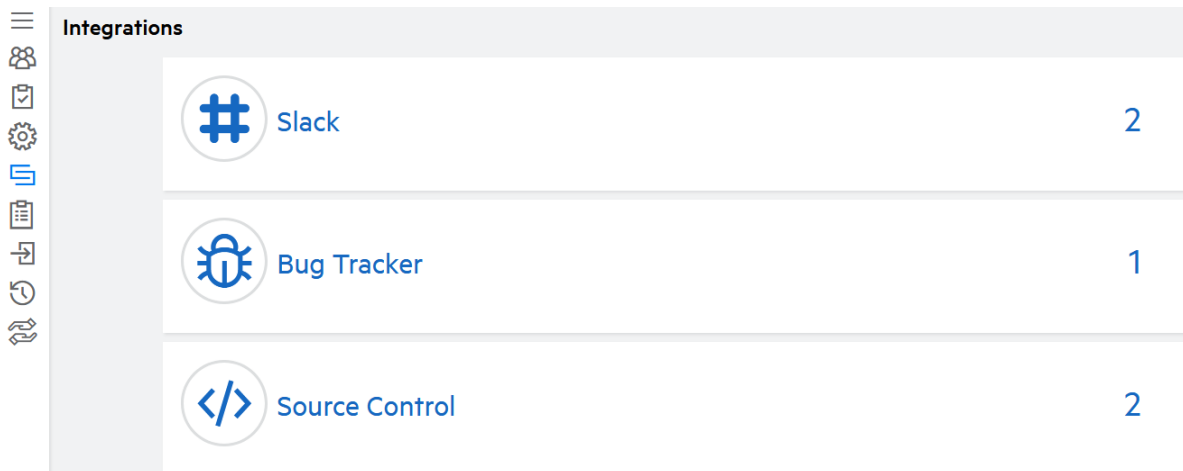 Integrations
Slack 2
Bug Tracker 1
Source Control 2